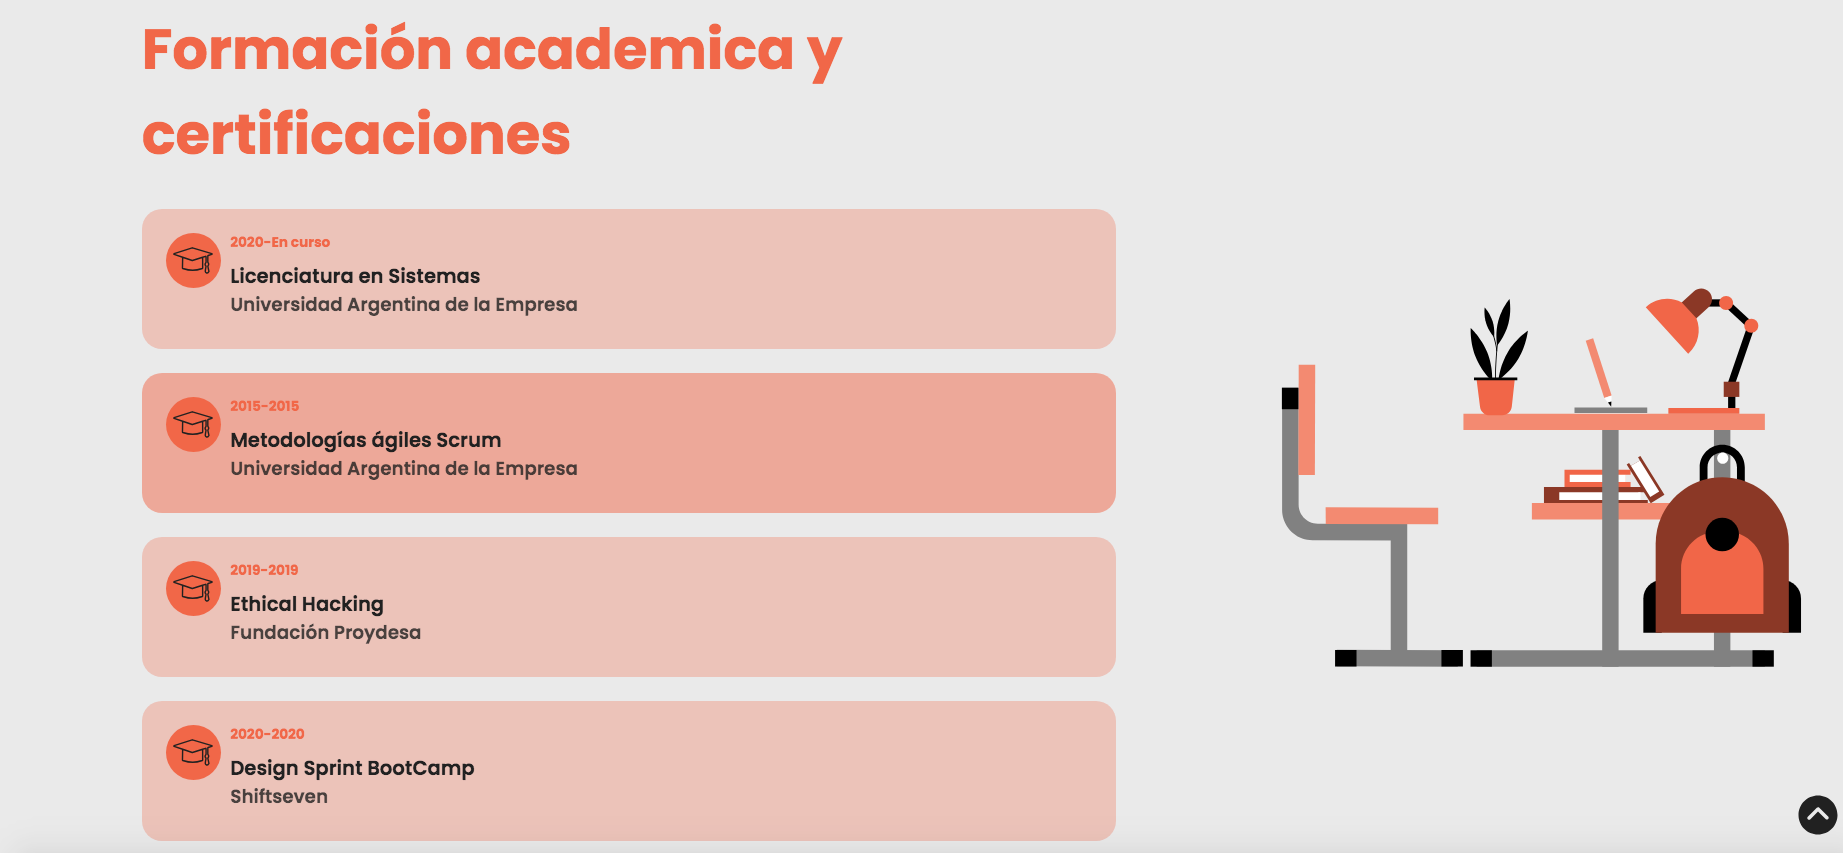 Formación academica y
certificaciones
2020-En curso
Licenciatura en Sistemas
Universidad Argentina de la Empresa
2015-2015
Metodologías ágiles Scrum
Universidad Argentina de la Empresa
2019-2019
Ethical Hacking
Fundación Proydesa
2020-2020
Design Sprint BootCamp
Shiftseven